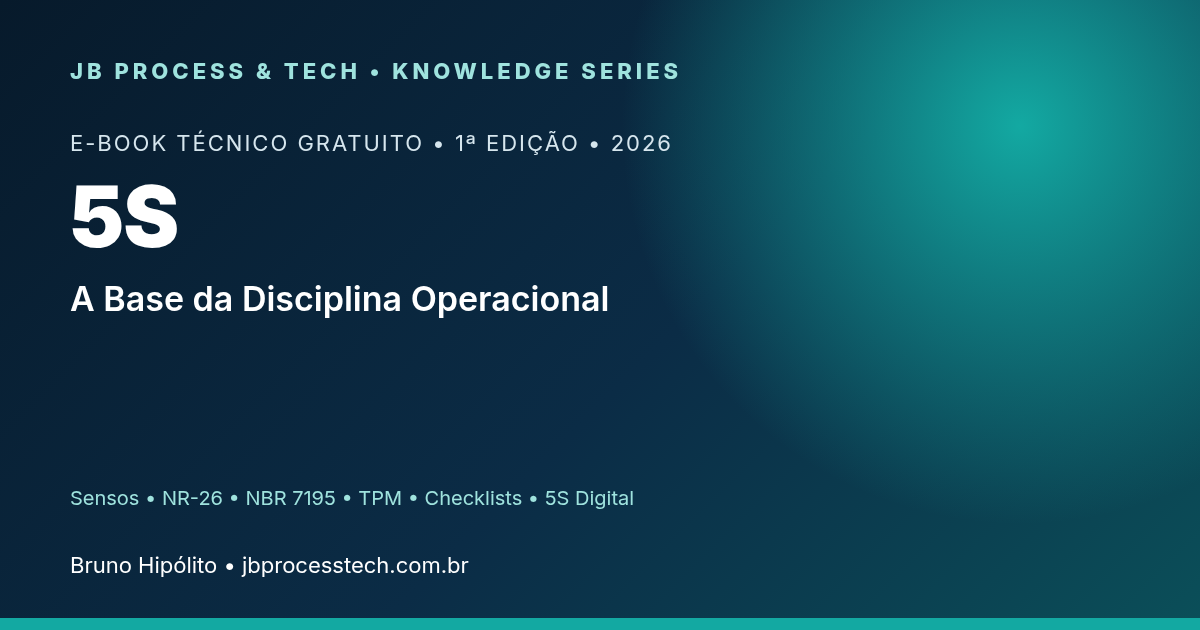 JB PROCESS & TECH • KNOWLEDGE SERIES
E-BOOK TÉCNICO GRATUITO • 1ª EDIÇÃO • 2026
5S
A Base da Disciplina Operacional
Sensos • NR-26 • NBR 7195 • TPM • Checklists • 5S Digital
Bruno Hipólito • jbprocesstech.com.br